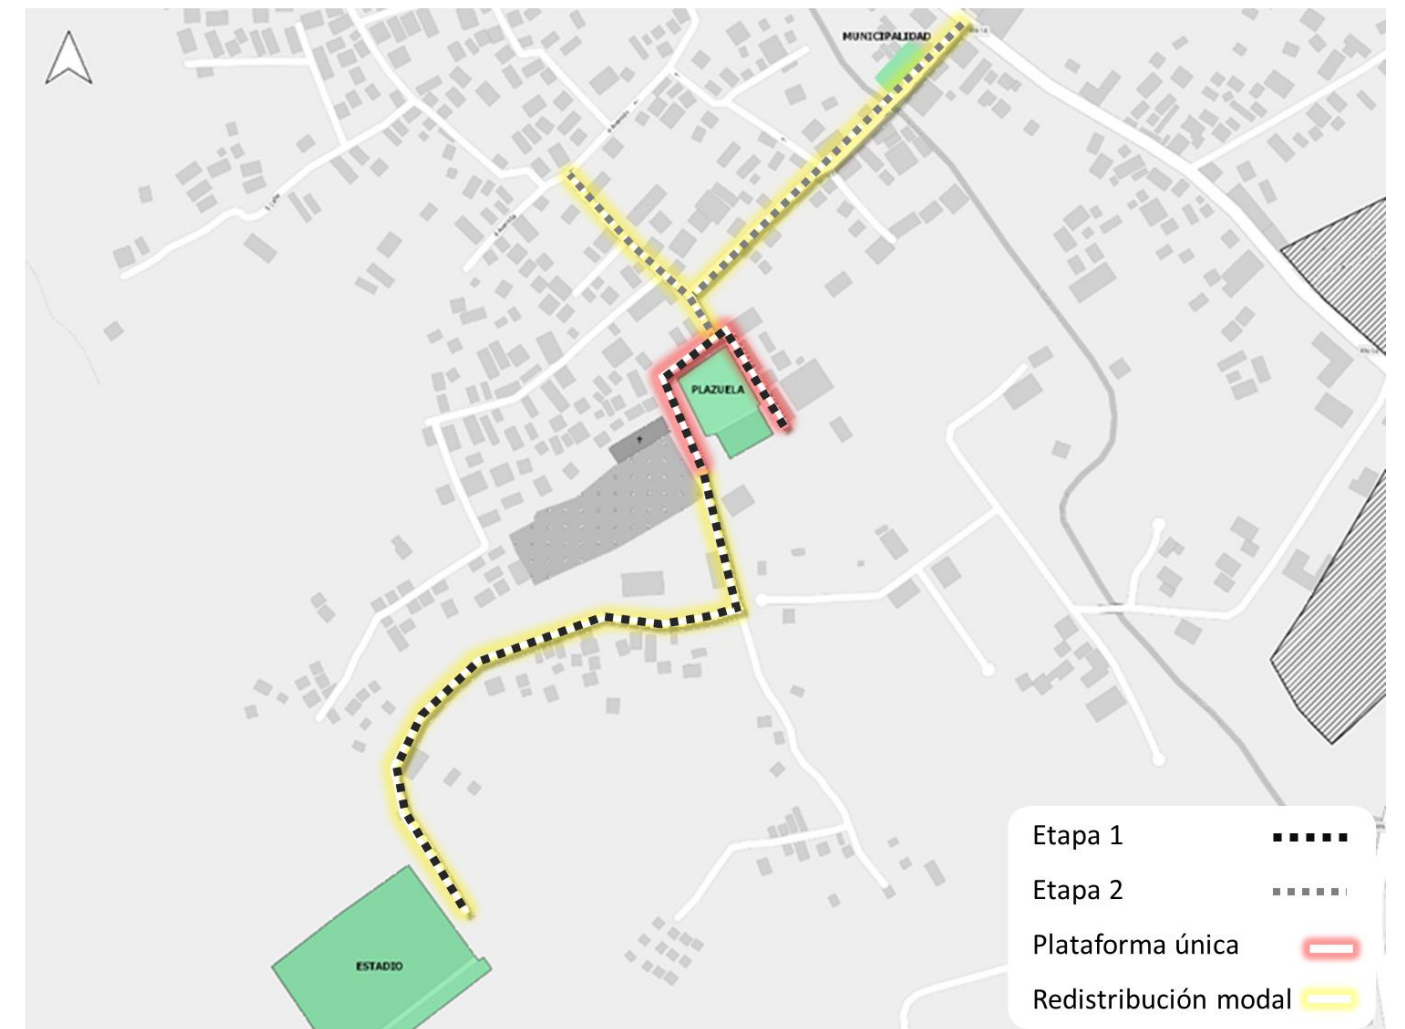 MUNICIPALIDAD
PLAZUELA
ESTADIO
Etapa 1
Etapa 2
Plataforma única
Redistribución modal